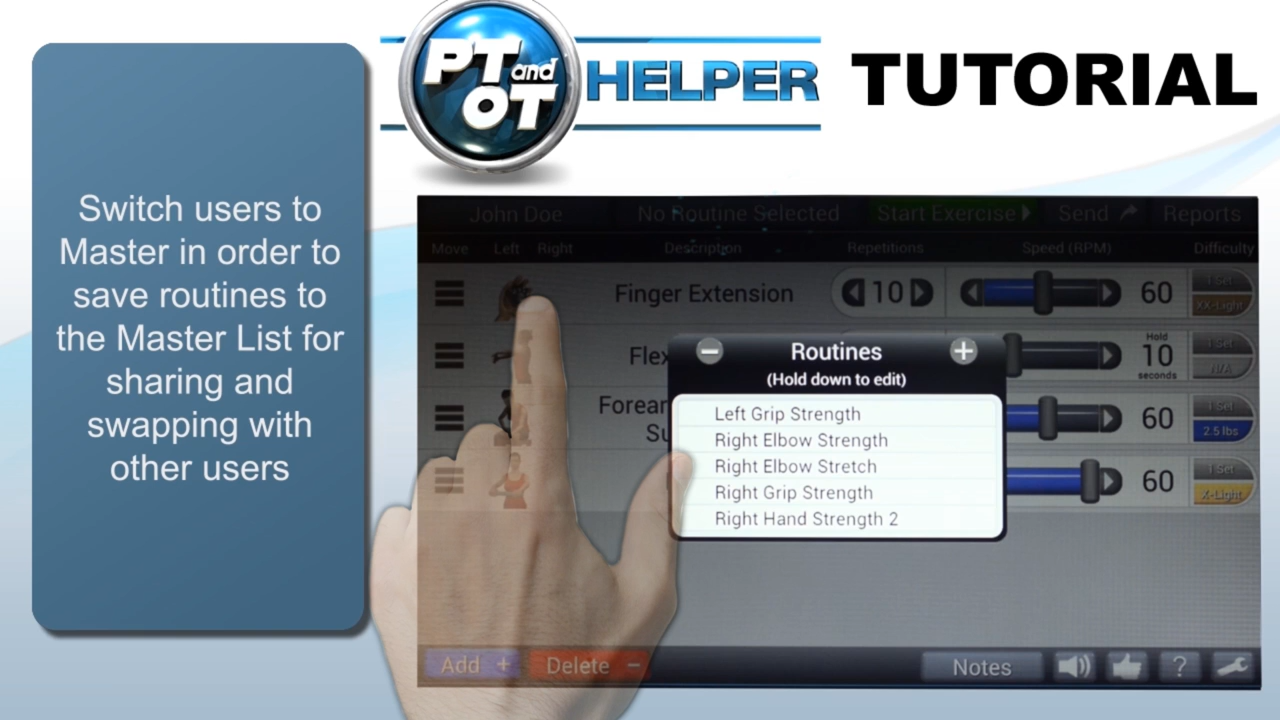 PT and OT HELPER TUTORIAL
Switch users to
Master in order to
save routines to
the Master List for
sharing and
swapping with
other users
John Doe No Routine Selected Start Exercise Send Reports
Move Left Right Description Repetitions Speed (RPM) Difficulty
Finger Extension 10 60 1 Set XX-Light
Flex Hold 10 seconds 1 Set N/A
Forear
Su 60 1 Set 2.5 lbs
60 1 Set X-Light
Routines
(Hold down to edit)
Left Grip Strength
Right Elbow Strength
Right Elbow Stretch
Right Grip Strength
Right Hand Strength 2
Add + Delete − Notes ?